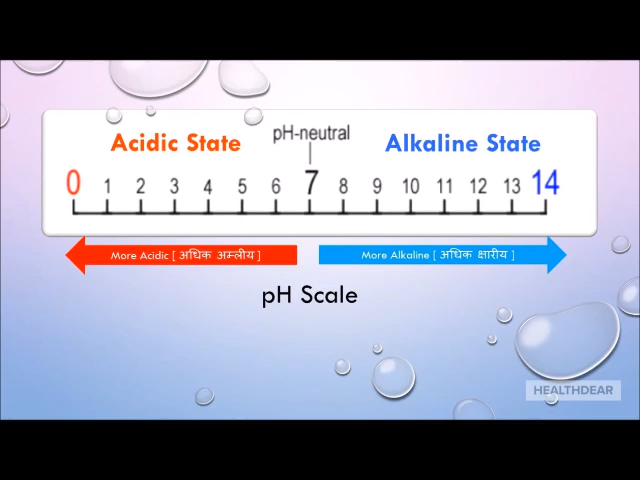 pH-neutral
Acidic State
Alkaline State
0 1 2 3 4 5 6 7 8 9 10 11 12 13 14
More Acidic [ अधिक अम्लीय ]
More Alkaline [ अधिक क्षारीय ]
pH Scale
HEALTHDEAR